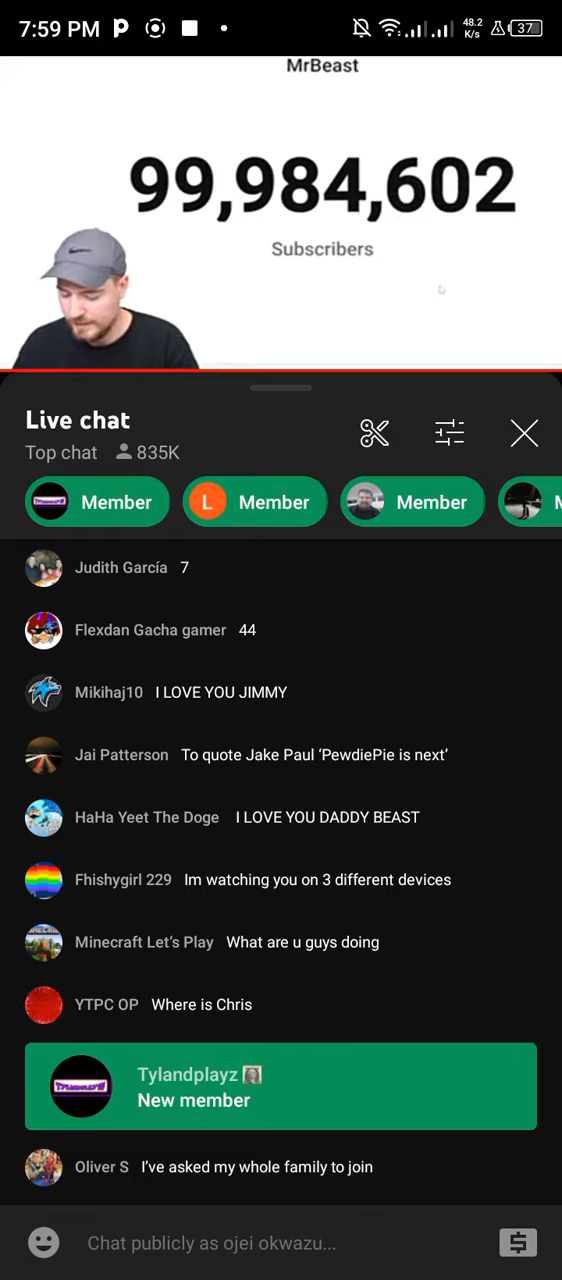 7:59 PM
48.2
K/s
37
MrBeast
99,984,602
Subscribers
Live chat
Top chat 835K
Member
L Member
Member
M
Judith García 7
Flexdan Gacha gamer 44
Mikihaj10 I LOVE YOU JIMMY
Jai Patterson To quote Jake Paul ‘PewdiePie is next’
HaHa Yeet The Doge I LOVE YOU DADDY BEAST
Fhishygirl 229 Im watching you on 3 different devices
Minecraft Let's Play What are u guys doing
YTPC OP Where is Chris
Tylandplayz
New member
Oliver S I've asked my whole family to join
Chat publicly as ojei okwazu...